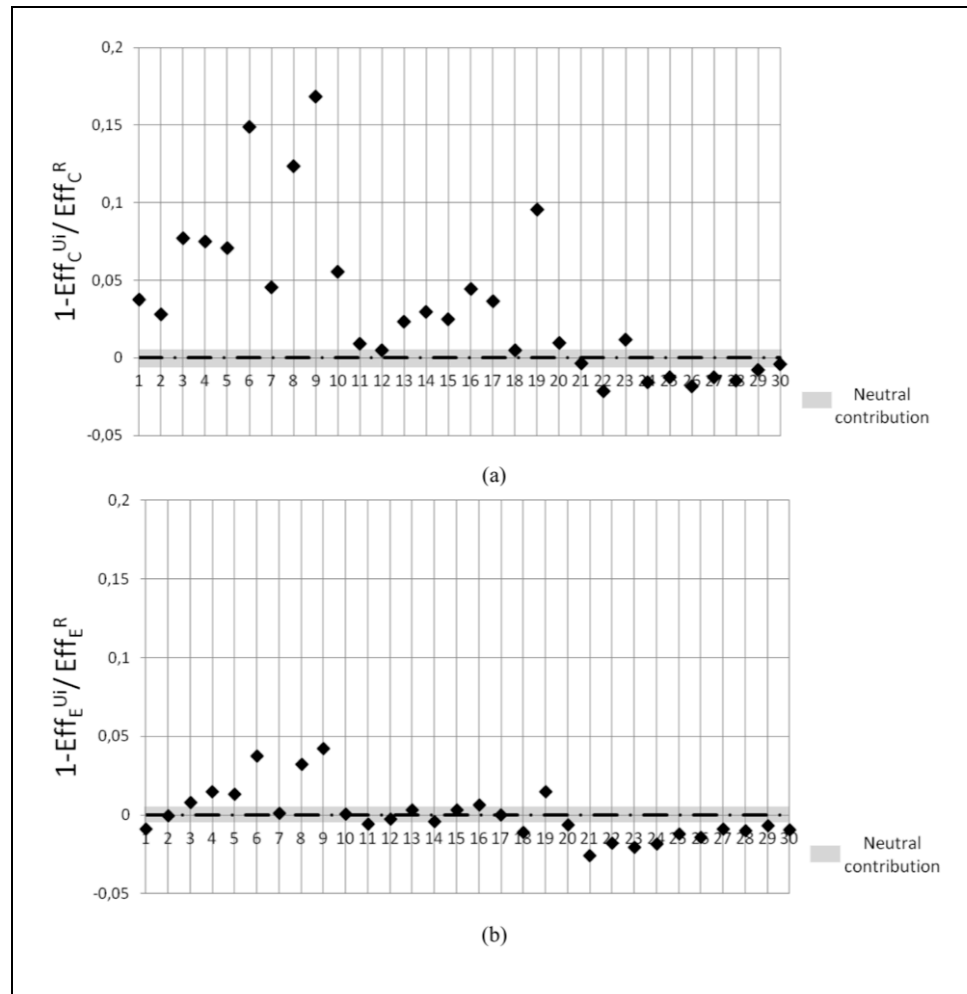 0,2
0,15
0,1
0,05
0
-0,05
1-Eff_C^Ui/ Eff_C^R
1 2 3 4 5 6 7 8 9 10 11 12 13 14 15 16 17 18 19 20 21 22 23 24 25 26 27 28 29 30
Neutral
contribution
(a)
0,2
0,15
0,1
0,05
0
-0,05
1-Eff_E^Ui/ Eff_E^R
1 2 3 4 5 6 7 8 9 10 11 12 13 14 15 16 17 18 19 20 21 22 23 24 25 26 27 28 29 30
Neutral
contribution
(b)